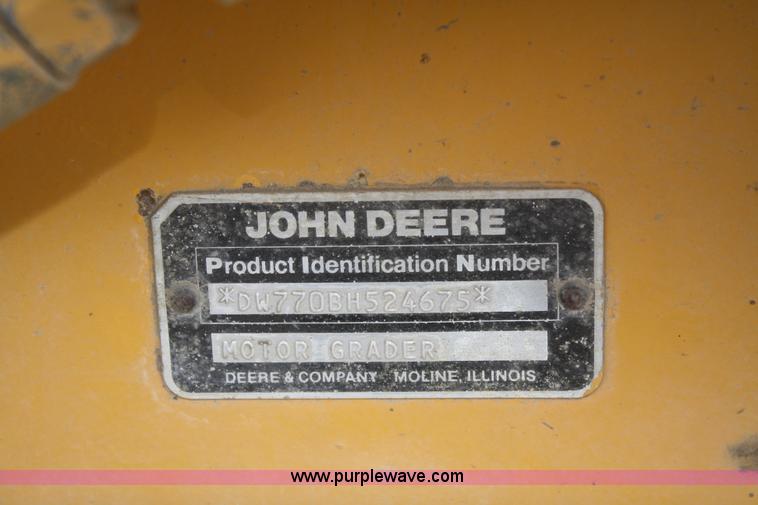 JOHN DEERE
Product Identification Number
*DW770BH524675*
MOTOR GRADER
DEERE & COMPANY MOLINE, ILLINOIS
www.purplewave.com